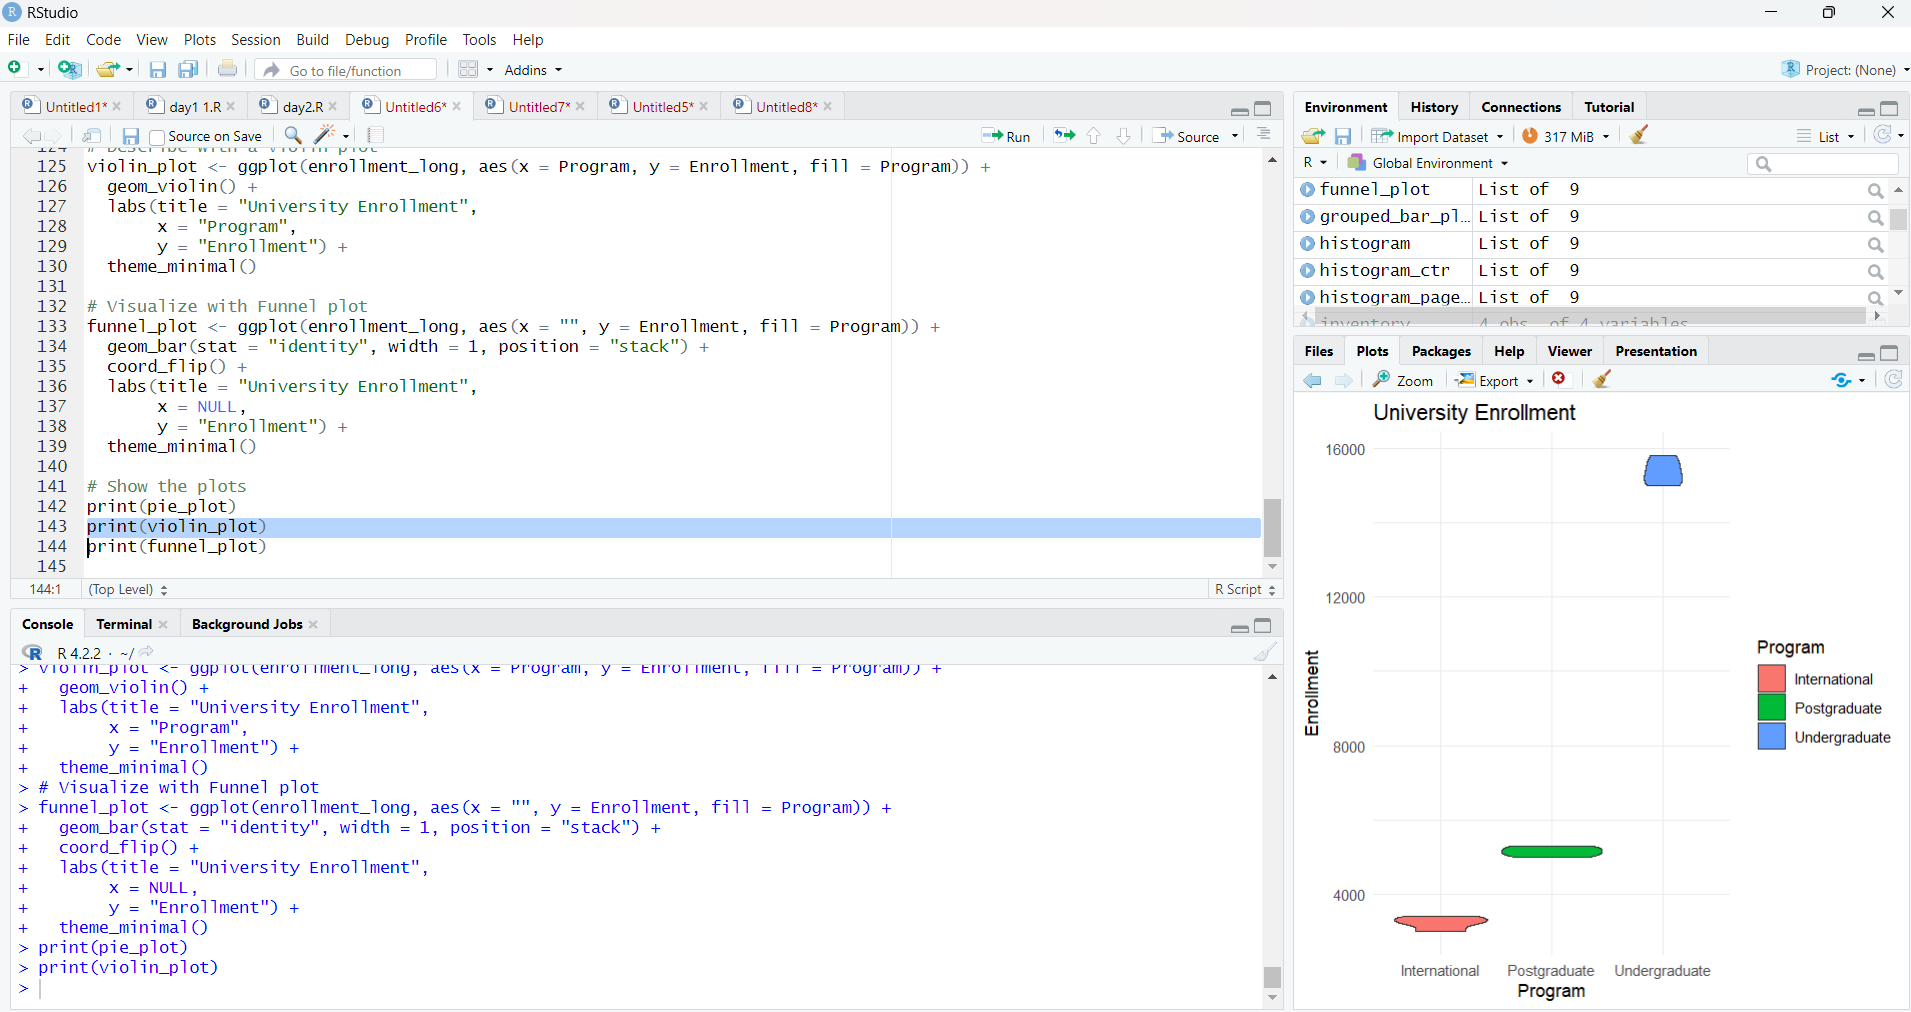 RStudio
File Edit Code View Plots Session Build Debug Profile Tools Help
Go to file/function Addins Project: (None)
Untitled1* day1 1.R day2.R Untitled6* Untitled7* Untitled5* Untitled8*
Source on Save Run Source
124 # Describe with a violin plot
125 violin_plot <- ggplot(enrollment_long, aes(x = Program, y = Enrollment, fill = Program)) +
126 geom_violin() +
127 labs(title = "University Enrollment",
128 x = "Program",
129 y = "Enrollment") +
130 theme_minimal()
131
132 # Visualize with Funnel plot
133 funnel_plot <- ggplot(enrollment_long, aes(x = "", y = Enrollment, fill = Program)) +
134 geom_bar(stat = "identity", width = 1, position = "stack") +
135 coord_flip() +
136 labs(title = "University Enrollment",
137 x = NULL,
138 y = "Enrollment") +
139 theme_minimal()
140
141 # Show the plots
142 print(pie_plot)
143 print(violin_plot)
144 print(funnel_plot)
145
144:1 (Top Level) R Script
Console Terminal Background Jobs
R 4.2.2 · ~/
> violin_plot <- ggplot(enrollment_long, aes(x = Program, y = Enrollment, fill = Program)) +
+ geom_violin() +
+ labs(title = "University Enrollment",
+ x = "Program",
+ y = "Enrollment") +
+ theme_minimal()
> # Visualize with Funnel plot
> funnel_plot <- ggplot(enrollment_long, aes(x = "", y = Enrollment, fill = Program)) +
+ geom_bar(stat = "identity", width = 1, position = "stack") +
+ coord_flip() +
+ labs(title = "University Enrollment",
+ x = NULL,
+ y = "Enrollment") +
+ theme_minimal()
> print(pie_plot)
> print(violin_plot)
>
Environment History Connections Tutorial
Import Dataset 317 MiB List
R Global Environment
funnel_plot List of 9
grouped_bar_pl... List of 9
histogram List of 9
histogram_ctr List of 9
histogram_page... List of 9
inventory 4 obs. of 4 variables
Files Plots Packages Help Viewer Presentation
Zoom Export
University Enrollment
16000
12000
8000
4000
Enrollment
International Postgraduate Undergraduate
Program
Program
International
Postgraduate
Undergraduate